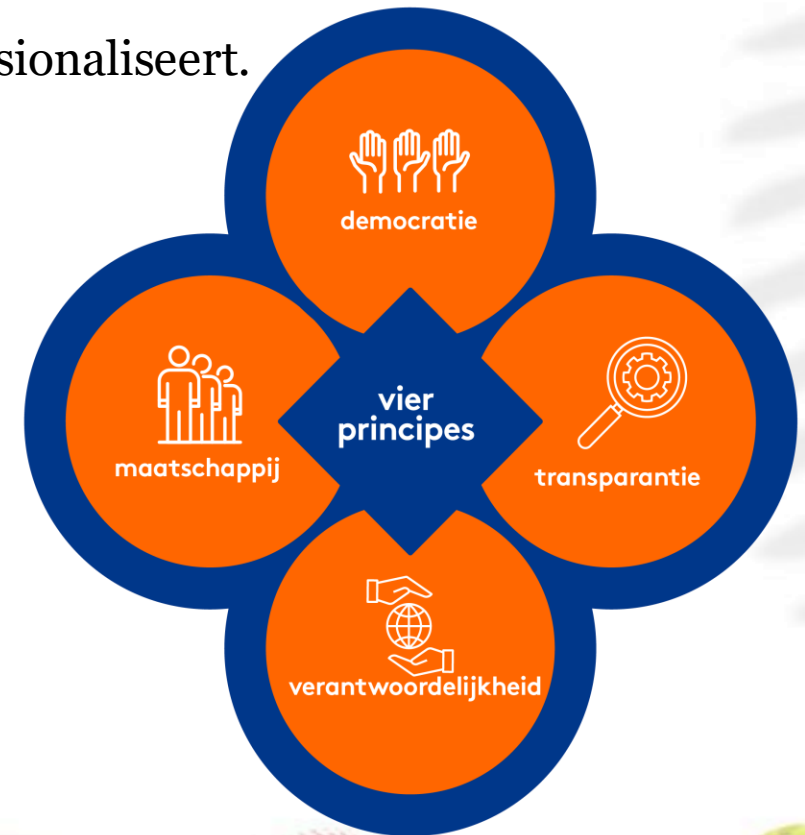 sionaliseert.
democratie
vier
principes
maatschappij
transparantie
verantwoordelijkheid